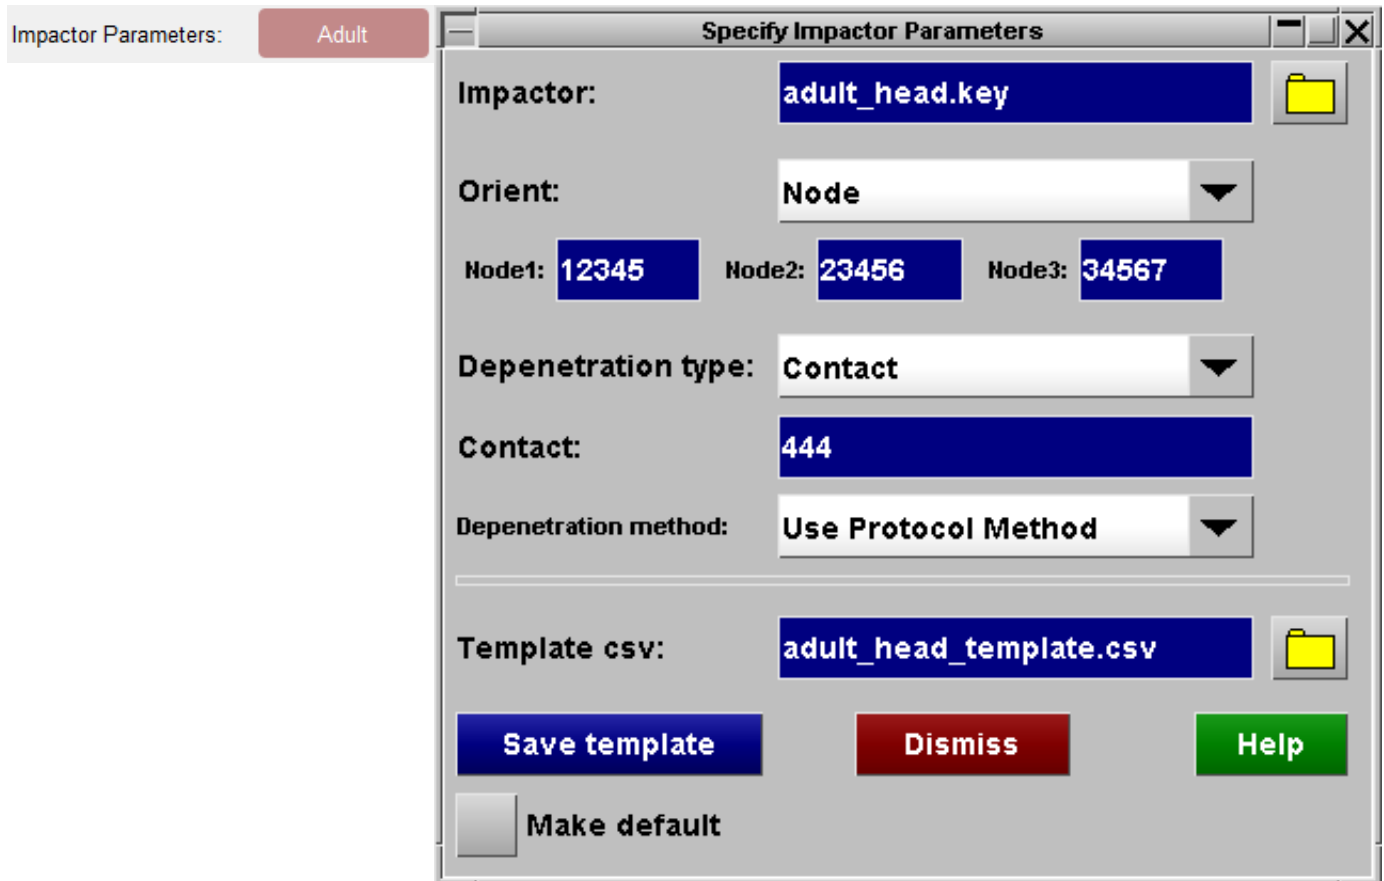 Impactor Parameters: Adult
Specify Impactor Parameters
Impactor: adult_head.key
Orient: Node
Node1: 12345 Node2: 23456 Node3: 34567
Depenetration type: Contact
Contact: 444
Depenetration method: Use Protocol Method
Template csv: adult_head_template.csv
Save template Dismiss Help
Make default